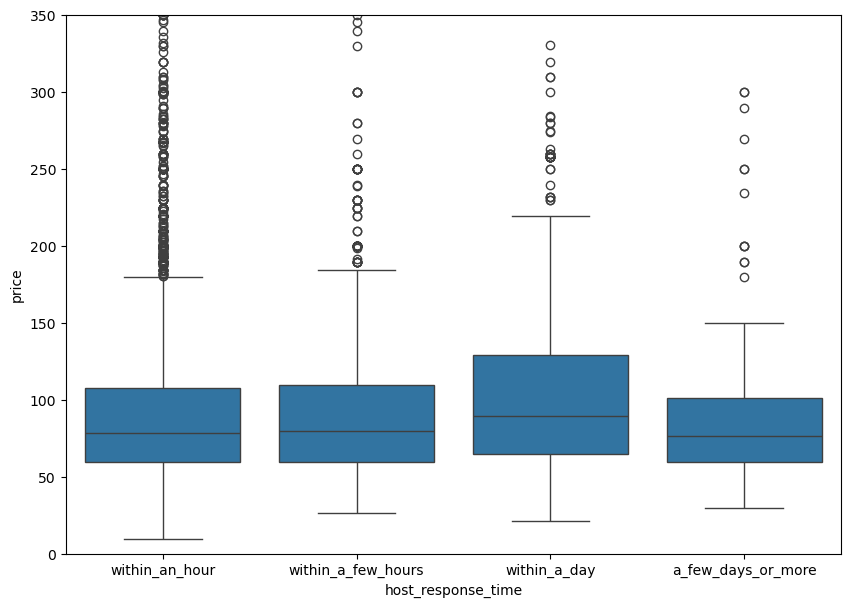 350
300
250
200
150
100
50
0
price
within_an_hour within_a_few_hours within_a_day a_few_days_or_more
host_response_time